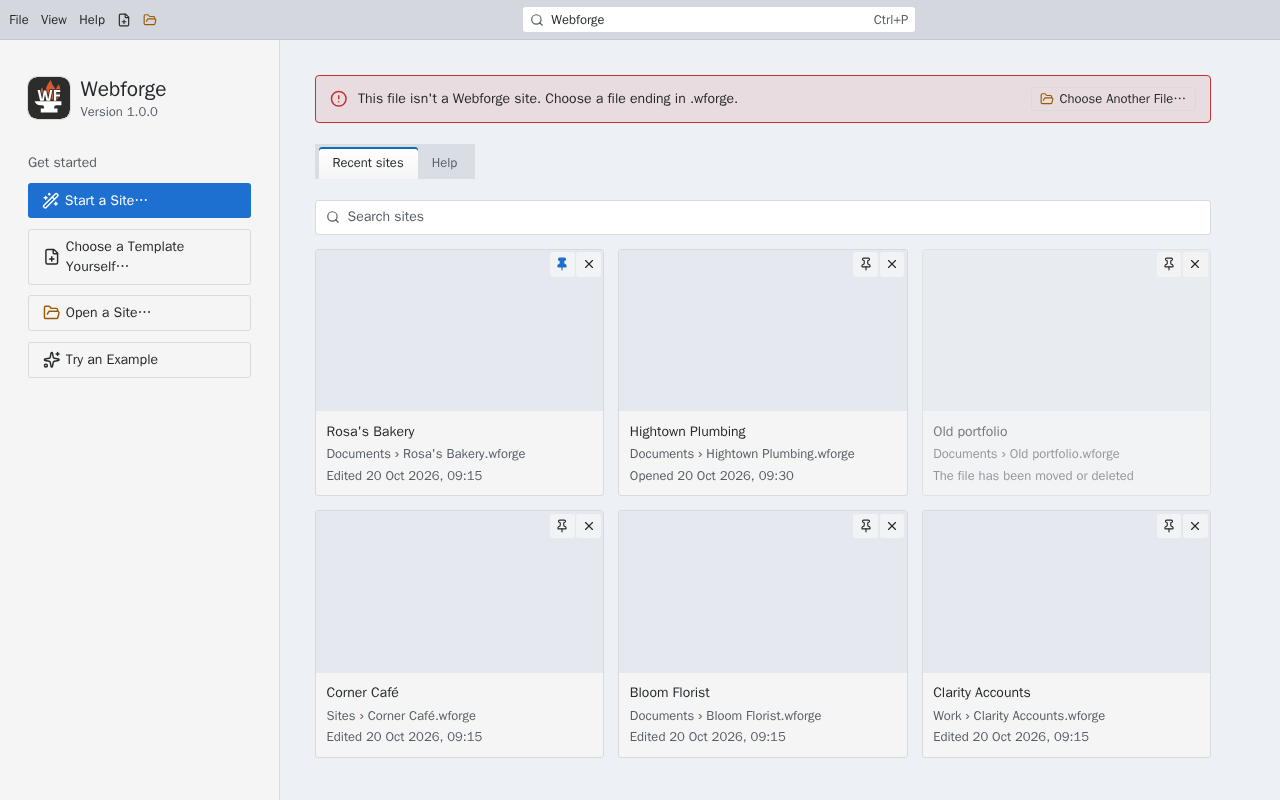 File View Help
Webforge Ctrl+P
WF
Webforge
Version 1.0.0
Get started
Start a Site···
Choose a Template
Yourself···
Open a Site···
Try an Example
This file isn't a Webforge site. Choose a file ending in .wforge.
Choose Another File···
Recent sites Help
Search sites
Rosa's Bakery
Documents › Rosa's Bakery.wforge
Edited 20 Oct 2026, 09:15
Hightown Plumbing
Documents › Hightown Plumbing.wforge
Opened 20 Oct 2026, 09:30
Old portfolio
Documents › Old portfolio.wforge
The file has been moved or deleted
Corner Café
Sites › Corner Café.wforge
Edited 20 Oct 2026, 09:15
Bloom Florist
Documents › Bloom Florist.wforge
Edited 20 Oct 2026, 09:15
Clarity Accounts
Work › Clarity Accounts.wforge
Edited 20 Oct 2026, 09:15